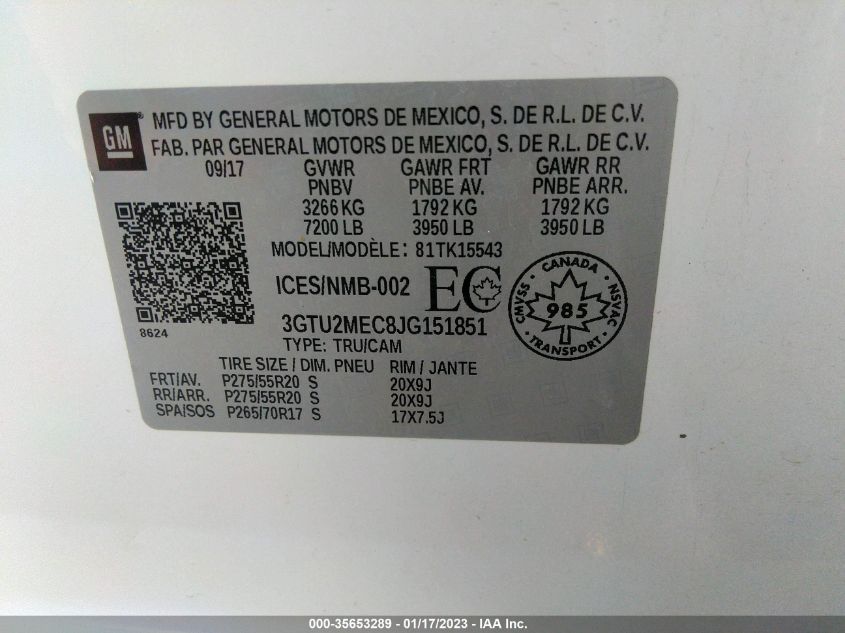 GM
MFD BY GENERAL MOTORS DE MEXICO, S. DE R.L. DE C.V.
FAB. PAR GENERAL MOTORS DE MEXICO, S. DE R.L. DE C.V.
09/17 GVWR GAWR FRT GAWR RR
PNBV PNBE AV. PNBE ARR.
3266 KG 1792 KG 1792 KG
7200 LB 3950 LB 3950 LB
MODEL/MODÈLE: 81TK15543
ICES/NMB-002 EC
CANADA
CMVSS 985 NSVAC
TRANSPORT
8624
3GTU2MEC8JG151851
TYPE: TRU/CAM
TIRE SIZE / DIM. PNEU RIM / JANTE
FRT/AV. P275/55R20 S 20X9J
RR/ARR. P275/55R20 S 20X9J
SPA/SOS P265/70R17 S 17X7.5J
000-35653289 - 01/17/2023 - IAA Inc.